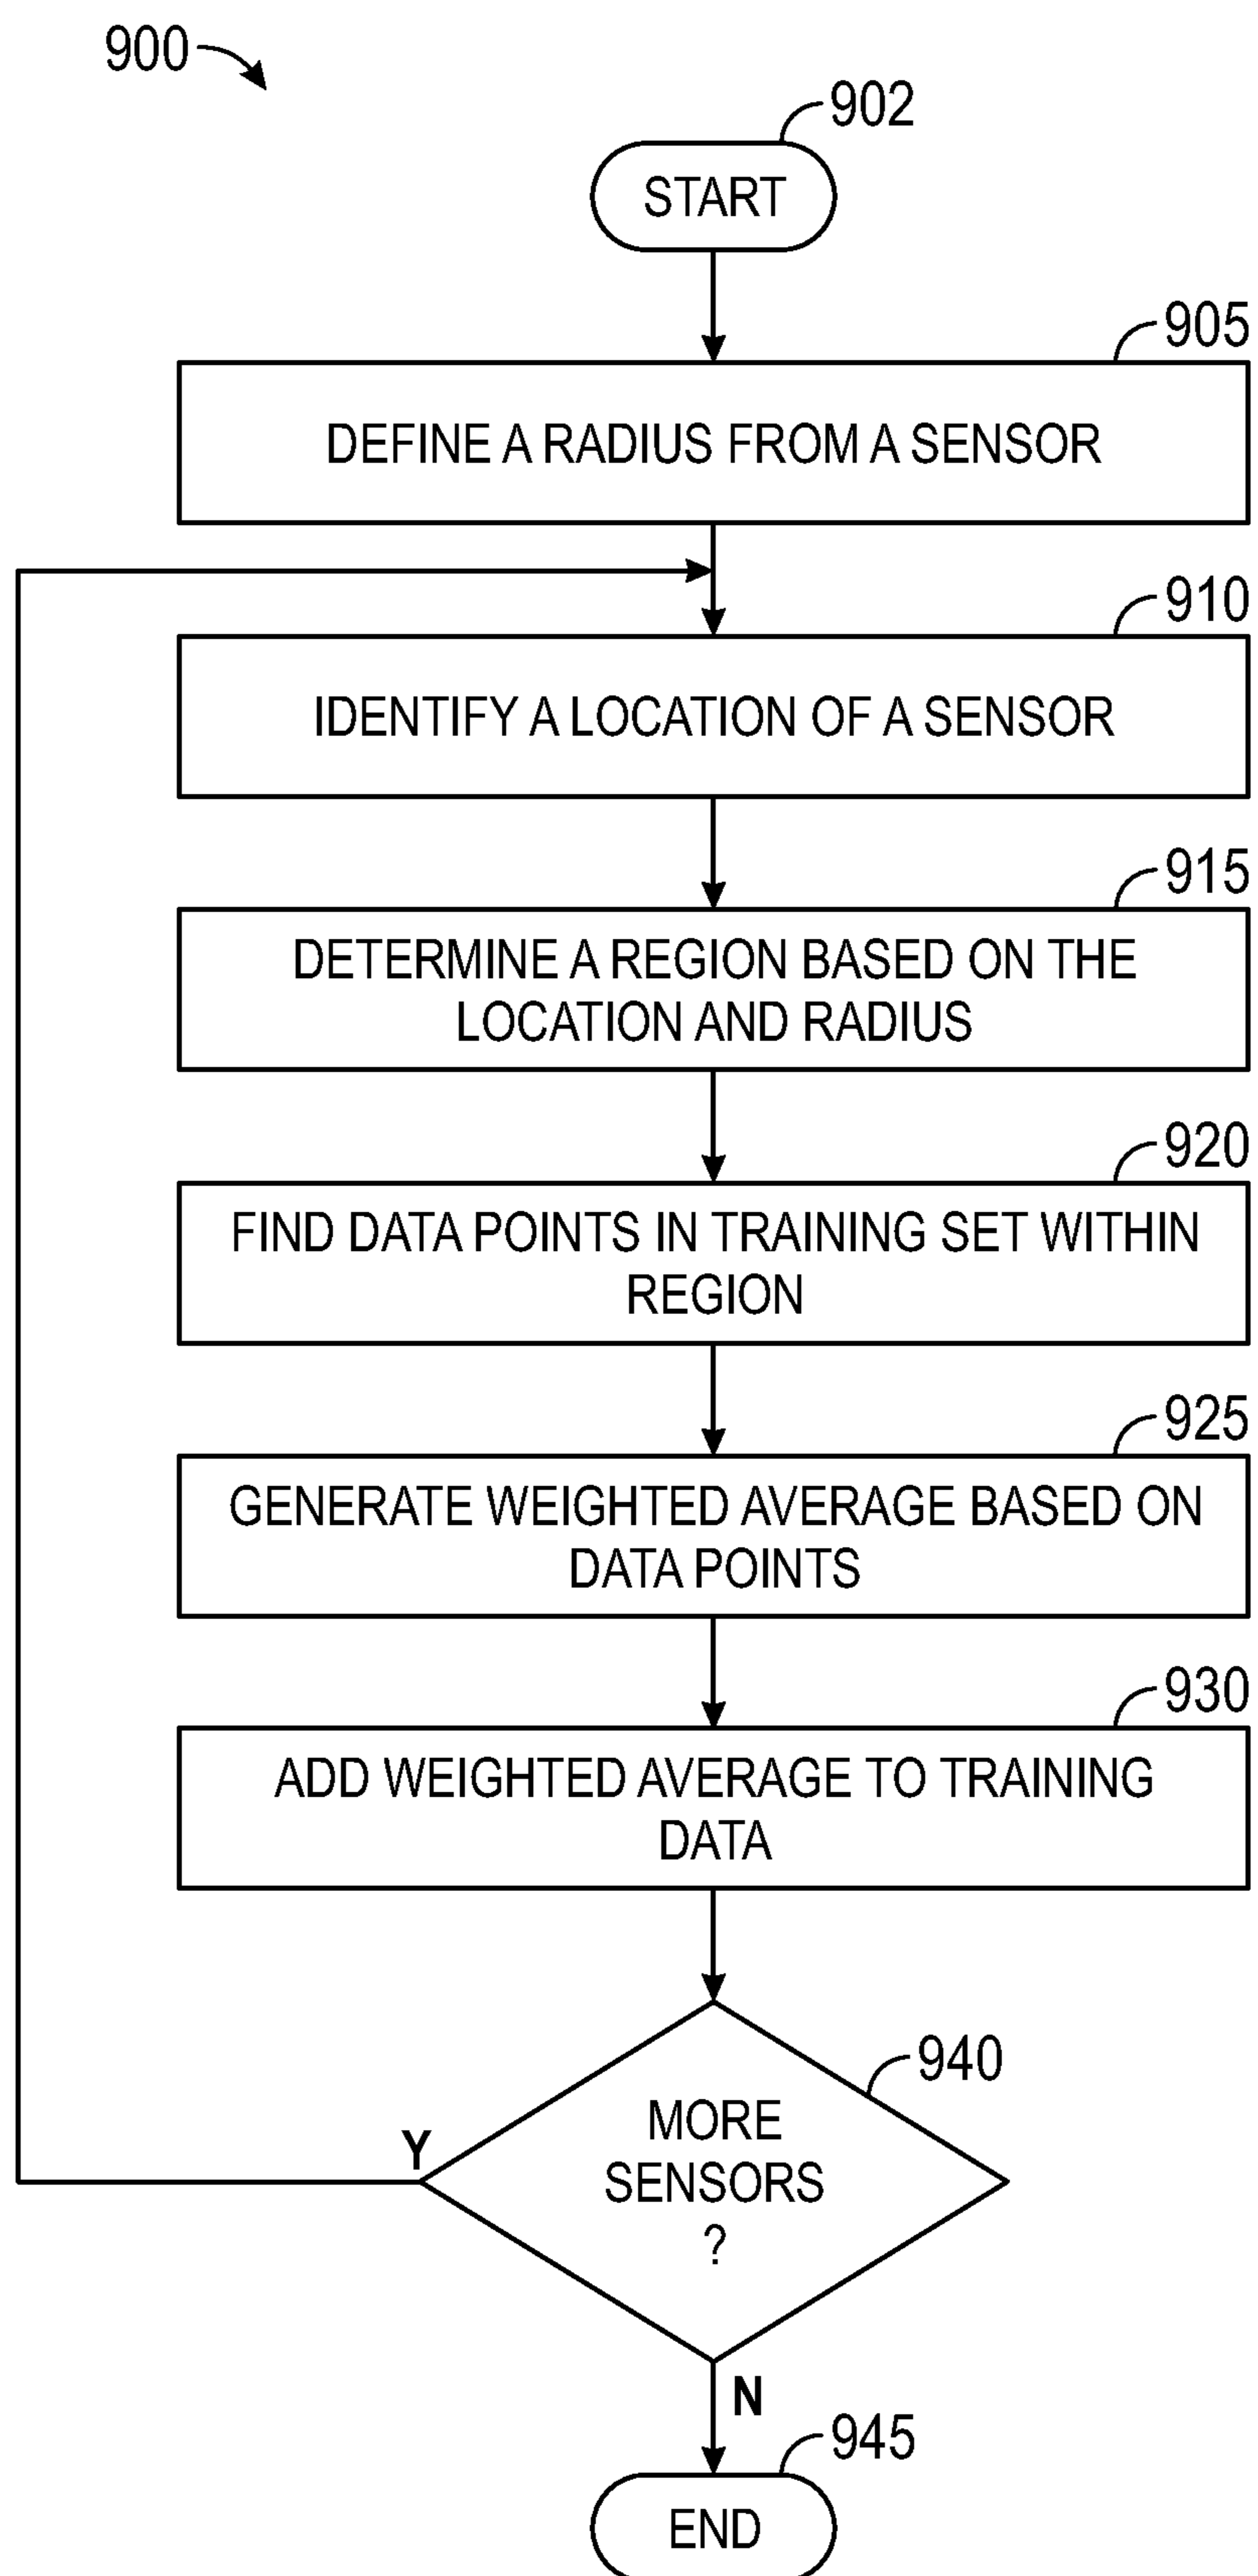 900
902
START
905
DEFINE A RADIUS FROM A SENSOR
910
IDENTIFY A LOCATION OF A SENSOR
915
DETERMINE A REGION BASED ON THE
LOCATION AND RADIUS
920
FIND DATA POINTS IN TRAINING SET WITHIN
REGION
925
GENERATE WEIGHTED AVERAGE BASED ON
DATA POINTS
930
ADD WEIGHTED AVERAGE TO TRAINING
DATA
940
MORE
SENSORS
?
Y
N
945
END